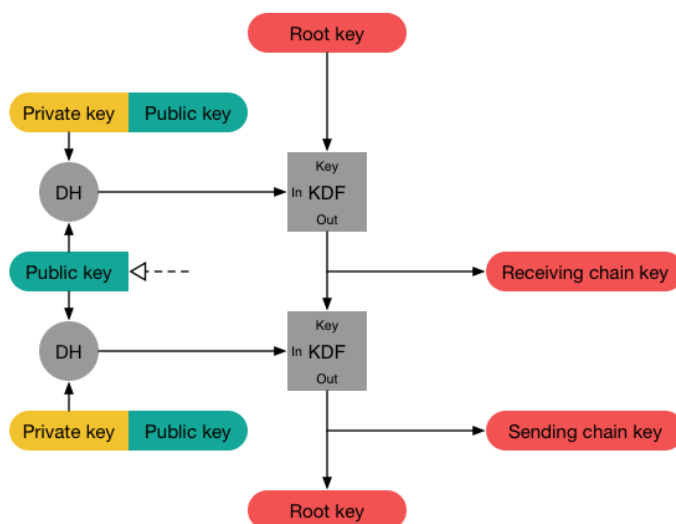 Root key
Private key Public key
Key
DH
In KDF
Out
Public key
Receiving chain key
Key
DH
In KDF
Out
Private key Public key
Sending chain key
Root key